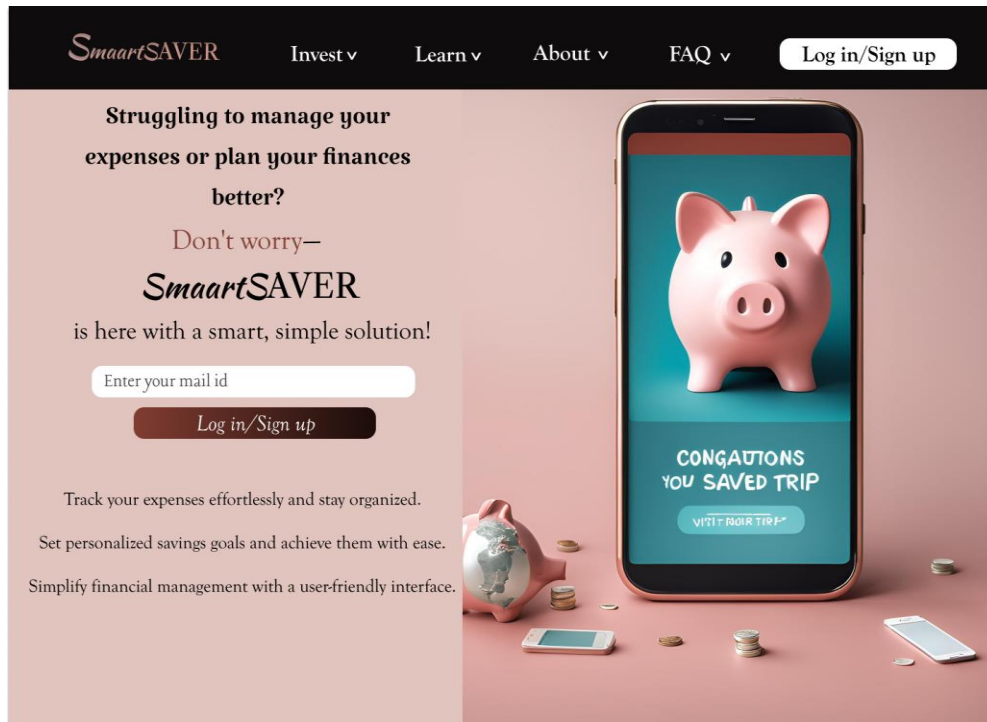 SmaartSAVER
Invest
Learn
About
FAQ
Log in/Sign up
Struggling to manage your
expenses or plan your finances
better?
Don't worry—
SmaartSAVER
is here with a smart, simple solution!
Enter your mail id
Log in/Sign up
Track your expenses effortlessly and stay organized.
Set personalized savings goals and achieve them with ease.
Simplify financial management with a user-friendly interface.
YOU SAVED TRIP